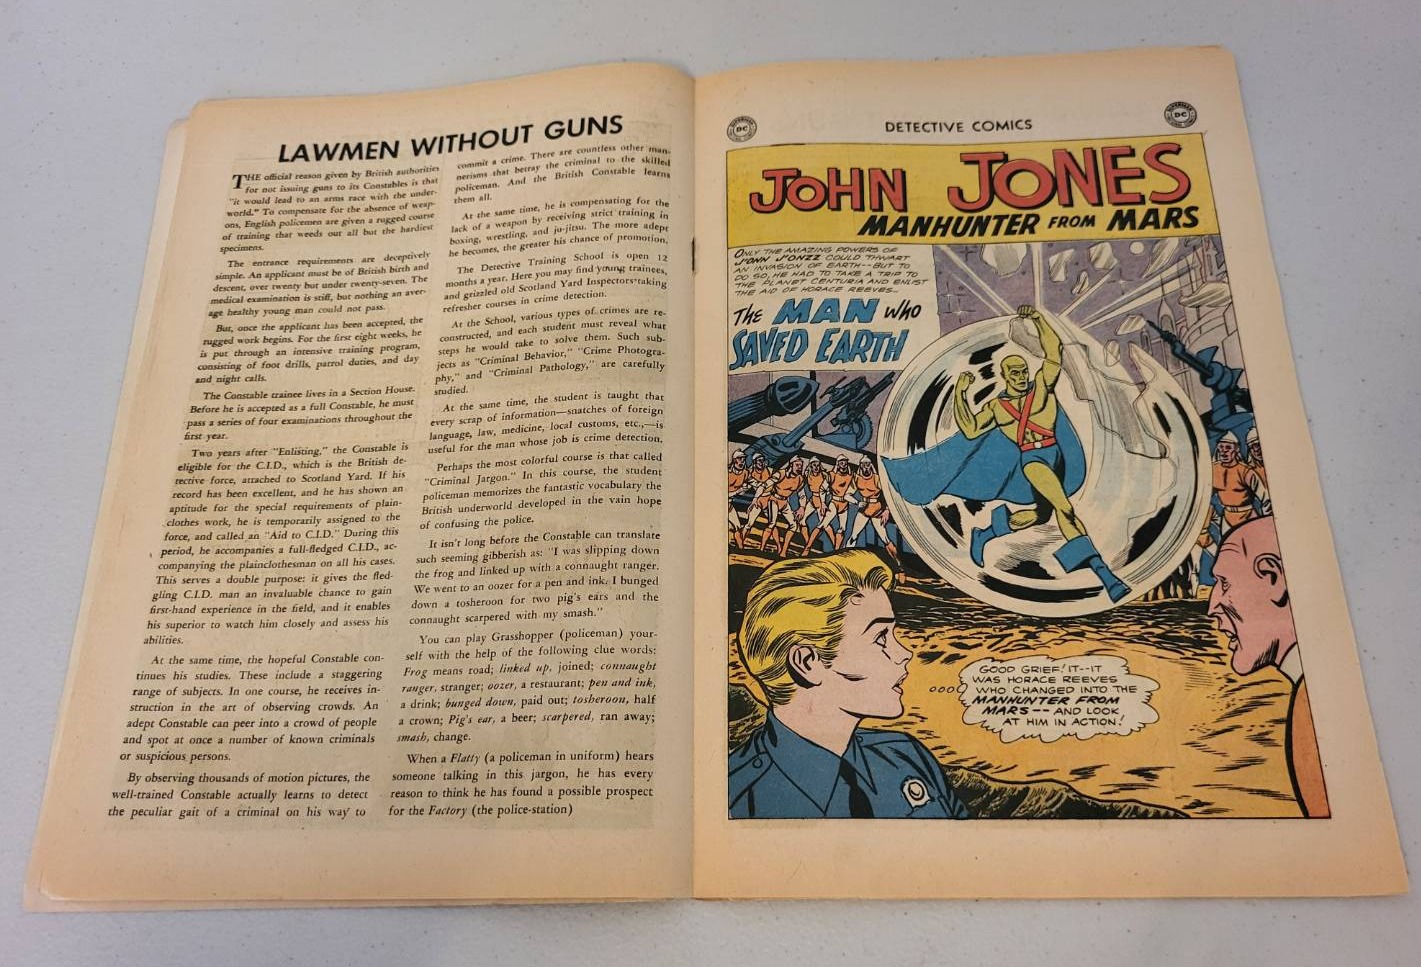 LAWMEN WITHOUT GUNS
THE official reason given by British authorities
for not issuing guns to its Constables is that
"it would lead to an arms race with the under-
world." To compensate for the absence of weap-
ons, English policemen are given a rugged course
of training that weeds out all but the hardiest
specimens.
The entrance requirements are deceptively
simple. An applicant must be of British birth and
descent, over twenty but under twenty-seven. The
medical examination is stiff, but nothing an aver-
age healthy young man could not pass.
But, once the applicant has been accepted, the
rugged work begins. For the first eight weeks, he
is put through an intensive training program,
consisting of foot drills, patrol duties, and day
and night calls.
The Constable trainee lives in a Section House.
Before he is accepted as a full Constable, he must
pass a series of four examinations throughout the
first year.
Two years after "Enlisting," the Constable is
eligible for the C.I.D., which is the British de-
tective force, attached to Scotland Yard. If his
record has been excellent, and he has shown an
aptitude for the special requirements of plain-
clothes work, he is temporarily assigned to the
force, and called an "Aid to C.I.D." During this
period, he accompanies a full-fledged C.I.D., ac-
companying the plainclothesman on all his cases.
This serves a double purpose: it gives the fled-
gling C.I.D. man an invaluable chance to gain
first-hand experience in the field, and it enables
his superior to watch him closely and assess his
abilities.
At the same time, the hopeful Constable con-
tinues his studies. These include a staggering
range of subjects. In one course, he receives in-
struction in the art of observing crowds. An
adept Constable can peer into a crowd of people
and spot at once a number of known criminals
or suspicious persons.
By observing thousands of motion pictures, the
well-trained Constable actually learns to detect
the peculiar gait of a criminal on his way to
commit a crime. There are countless other man-
nerisms that betray the criminal to the skilled
policeman. And the British Constable learns
them all.
At the same time, he is compensating for the
lack of a weapon by receiving strict training in
boxing, wrestling, and ju-jitsu. The more adept
he becomes, the greater his chance of promotion.
The Detective Training School is open 12
months a year. Here you may find young trainees,
and grizzled old Scotland Yard Inspectors taking
refresher courses in crime detection.
At the School, various types of crimes are re-
constructed, and each student must reveal what
steps he would take to solve them. Such sub-
jects as "Criminal Behavior," "Crime Photogra-
phy," and "Criminal Pathology," are carefully
studied.
At the same time, the student is taught that
every scrap of information—snatches of foreign
language, law, medicine, local customs, etc.,—is
useful for the man whose job is crime detection.
Perhaps the most colorful course is that called
"Criminal Jargon." In this course, the student
policeman memorizes the fantastic vocabulary the
British underworld developed in the vain hope
of confusing the police.
It isn't long before the Constable can translate
such seeming gibberish as: "I was slipping down
the frog and linked up with a connaught ranger.
We went to an oozer for a pen and ink. I bunged
down a tosheroon for two pig's ears and the
connaught scarpered with my smash."
You can play Grasshopper (policeman) your-
self with the help of the following clue words:
Frog means road; linked up, joined; connaught
ranger, stranger; oozer, a restaurant; pen and ink,
a drink; bunged down, paid out; tosheroon, half
a crown; Pig's ear, a beer; scarpered, ran away;
smash, change.
When a Flatty (a policeman in uniform) hears
someone talking in this jargon, he has every
reason to think he has found a possible prospect
for the Factory (the police-station)
DC
DETECTIVE COMICS
DC
JOHN JONES
MANHUNTER FROM MARS
ONLY THE AMAZING POWERS OF
J'ONN J'ONZZ COULD THWART
AN INVASION OF EARTH--BUT TO
DO SO, HE HAD TO TAKE A TRIP TO
THE PLANET CENTURIA AND ENLIST
THE AID OF HORACE REEVES...
THE MAN WHO
SAVED EARTH
GOOD GRIEF! IT--IT
WAS HORACE REEVES
WHO CHANGED INTO THE
MANHUNTER FROM
MARS-- AND LOOK
AT HIM IN ACTION!